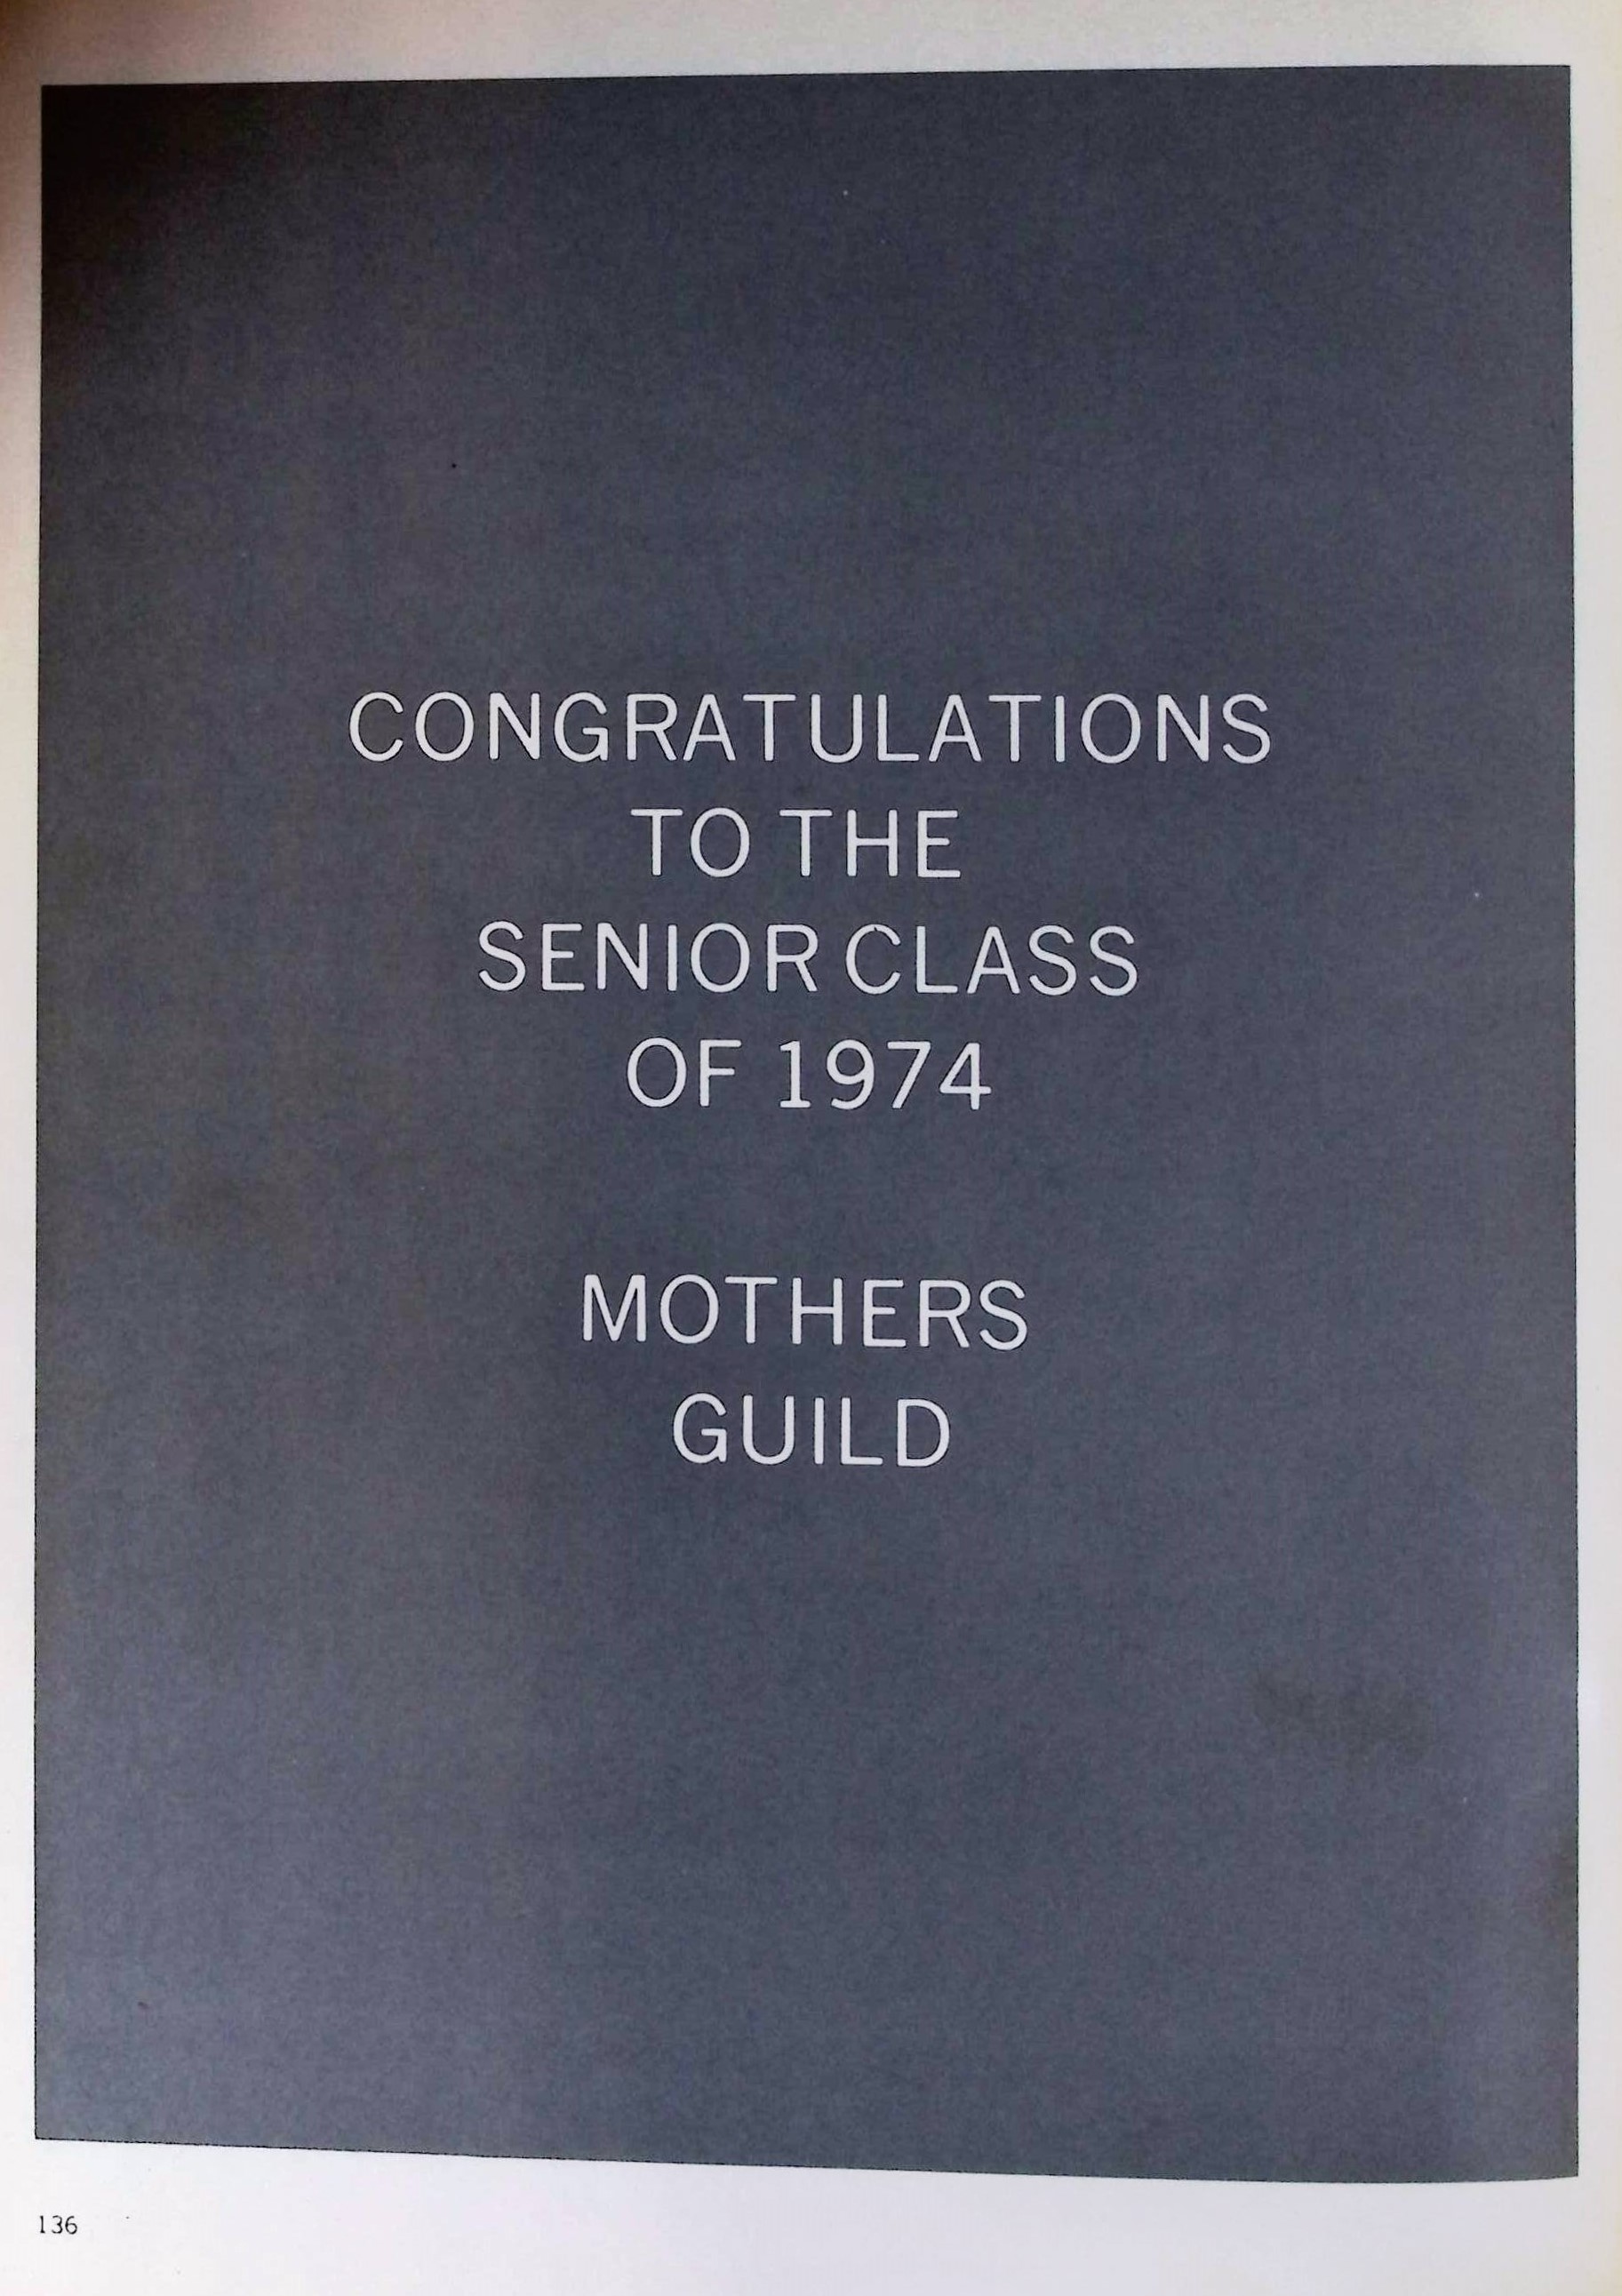 CONGRATULATIONS
TO THE
SENIOR CLASS
OF 1974
MOTHERS
GUILD
136